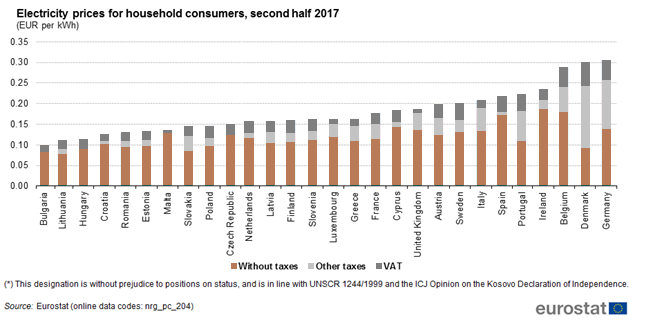 Electricity prices for household consumers, second half 2017
(EUR per kWh)
0.35
0.30
0.25
0.20
0.15
0.10
0.05
0.00
Bulgaria
Lithuania
Hungary
Croatia
Romania
Estonia
Malta
Slovakia
Poland
Czech Republic
Netherlands
Latvia
Finland
Slovenia
Luxembourg
Greece
France
Cyprus
United Kingdom
Austria
Sweden
Italy
Spain
Portugal
Ireland
Belgium
Denmark
Germany
Without taxes Other taxes VAT
(*) This designation is without prejudice to positions on status, and is in line with UNSCR 1244/1999 and the ICJ Opinion on the Kosovo Declaration of Independence.
Source: Eurostat (online data codes: nrg_pc_204)
eurostat